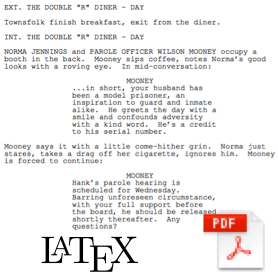 EXT. THE DOUBLE "R" DINER - DAY
Townsfolk finish breakfast, exit from the diner.
INT. THE DOUBLE "R" DINER - DAY
NORMA JENNINGS and PAROLE OFFICER WILSON MOONEY occupy a
booth in the back. Mooney sips coffee, notes Norma's good
looks with a roving eye. In mid-conversation:
MOONEY
...in short, your husband has
been a model prisoner, an
inspiration to guard and inmate
alike. He greets the day with a
smile and confounds adversity
with a kind word. He's a credit
to his serial number.
Mooney says it with a little come-hither grin. Norma just
stares, takes a drag off her cigarette, ignores him. Mooney
is forced to continue:
MOONEY
Hank's parole hearing is
scheduled for Wednesday.
Barring unforeseen circumstance,
with your full support before
the board, he should be released
shortly thereafter. Any
questions?
PDF
LATEX